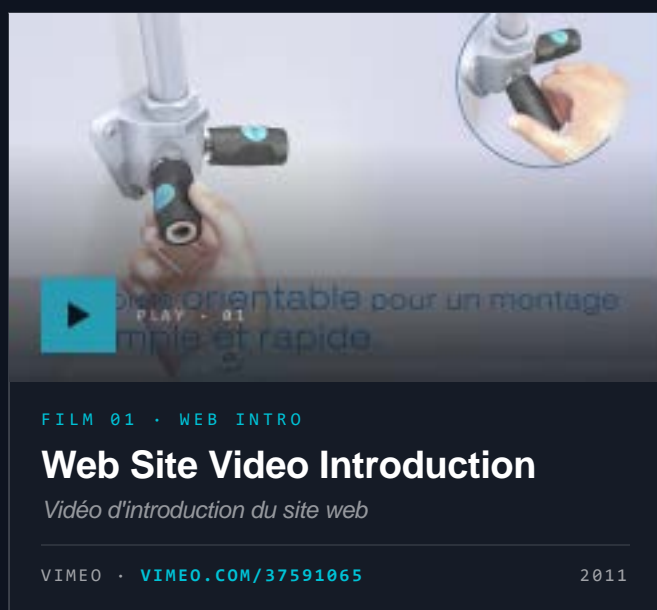 orientable pour un montage
PLAY · 01
et rapide
FILM 01 · WEB INTRO
Web Site Video Introduction
Vidéo d'introduction du site web
VIMEO · VIMEO.COM/37591065
2011